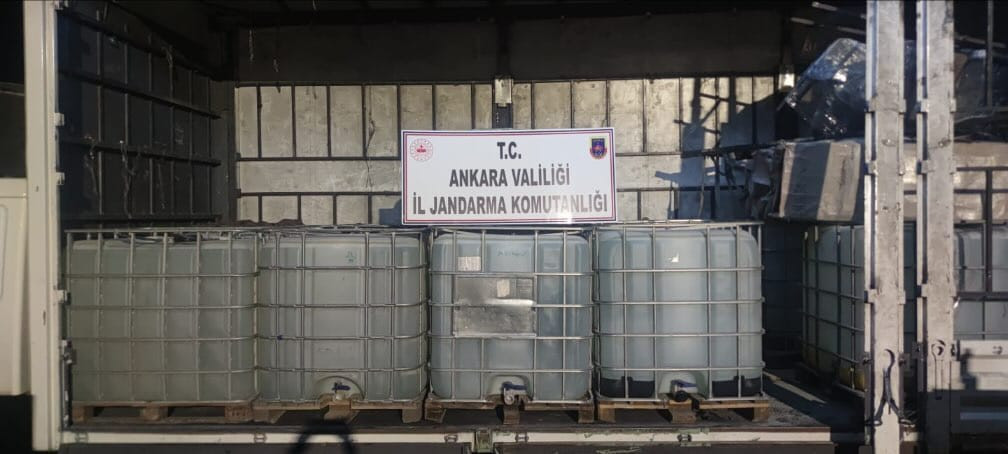 T.C.
ANKARA VALİLİĞİ
İL JANDARMA KOMUTANLIĞI